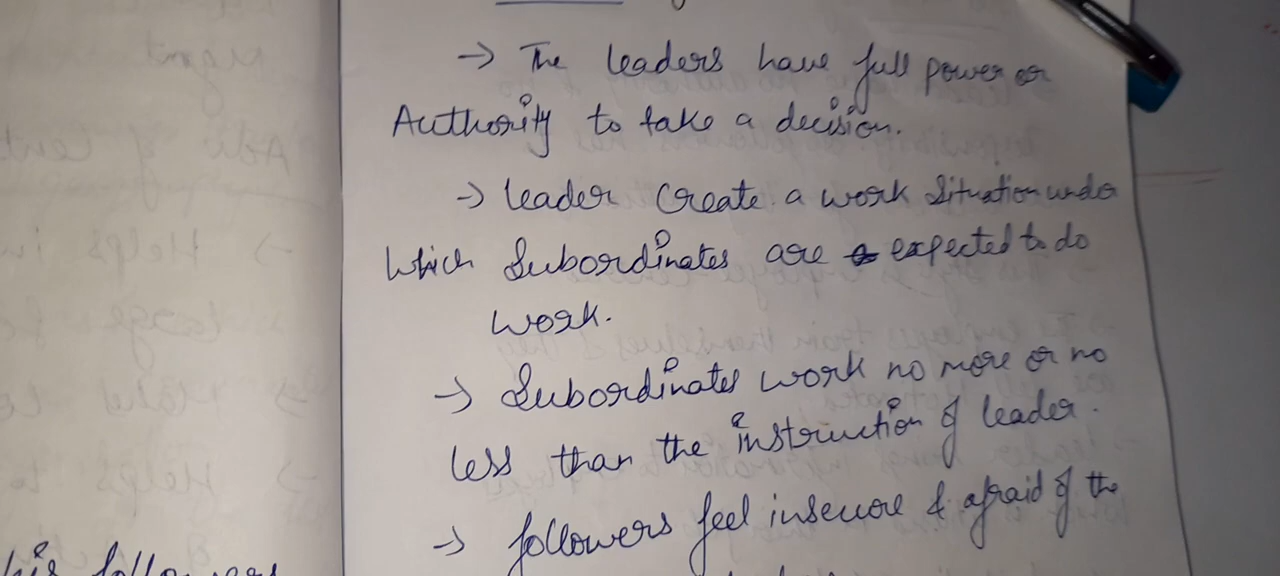 → The leaders have full power or
Authority to take a decision.
→ leader Create a work Situation under
Which Subordinates are expected to do
work.
→ Subordinates work no more or no
less than the instruction of leader.
→ followers feel insecure & afraid of the
his followers